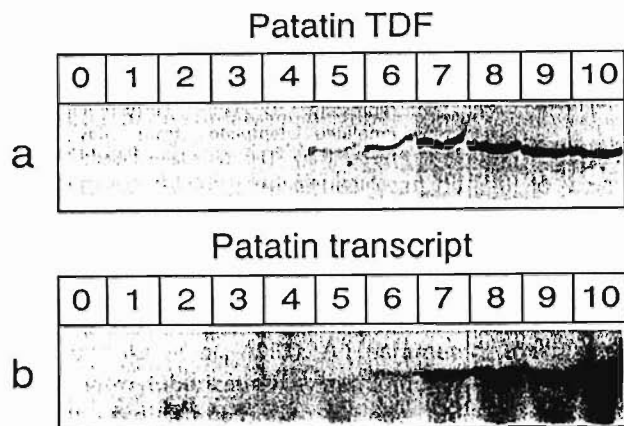 Patatin TDF
0 1 2 3 4 5 6 7 8 9 10
a
Patatin transcript
0 1 2 3 4 5 6 7 8 9 10
b